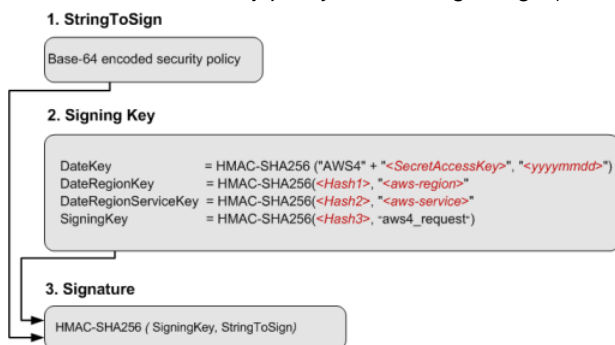 1. StringToSign
Base-64 encoded security policy
2. Signing Key
DateKey = HMAC-SHA256 ("AWS4" + "<SecretAccessKey>", "<yyyymmdd>")
DateRegionKey = HMAC-SHA256(<Hash1>, "<aws-region>"
DateRegionServiceKey = HMAC-SHA256(<Hash2>, "<aws-service>"
SigningKey = HMAC-SHA256(<Hash3>, "aws4_request")
3. Signature
HMAC-SHA256 ( SigningKey, StringToSign)